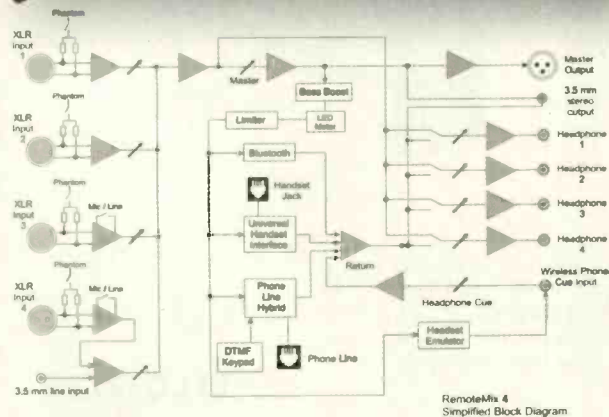 Phantom
XLR
Input
1
Phantom
XLR
Input
2
Phantom
XLR
Input
3
Mic / Line
Phantom
XLR
Input
4
Mic / Line
3.5 mm line input
Master
Bass Boost
Limiter
LED
Meter
Bluetooth
Handset
Jack
Universal
Handset
Interface
Return
Phone
Line
Hybrid
DTMF
Keypad
Phone Line
Headphone Cue
Headset
Emulator
Master
Output
3.5 mm
stereo
output
Headphone
1
Headphone
2
Headphone
3
Headphone
4
Wireless Phone
Cue Input
RemoteMix 4
Simplified Block Diagram